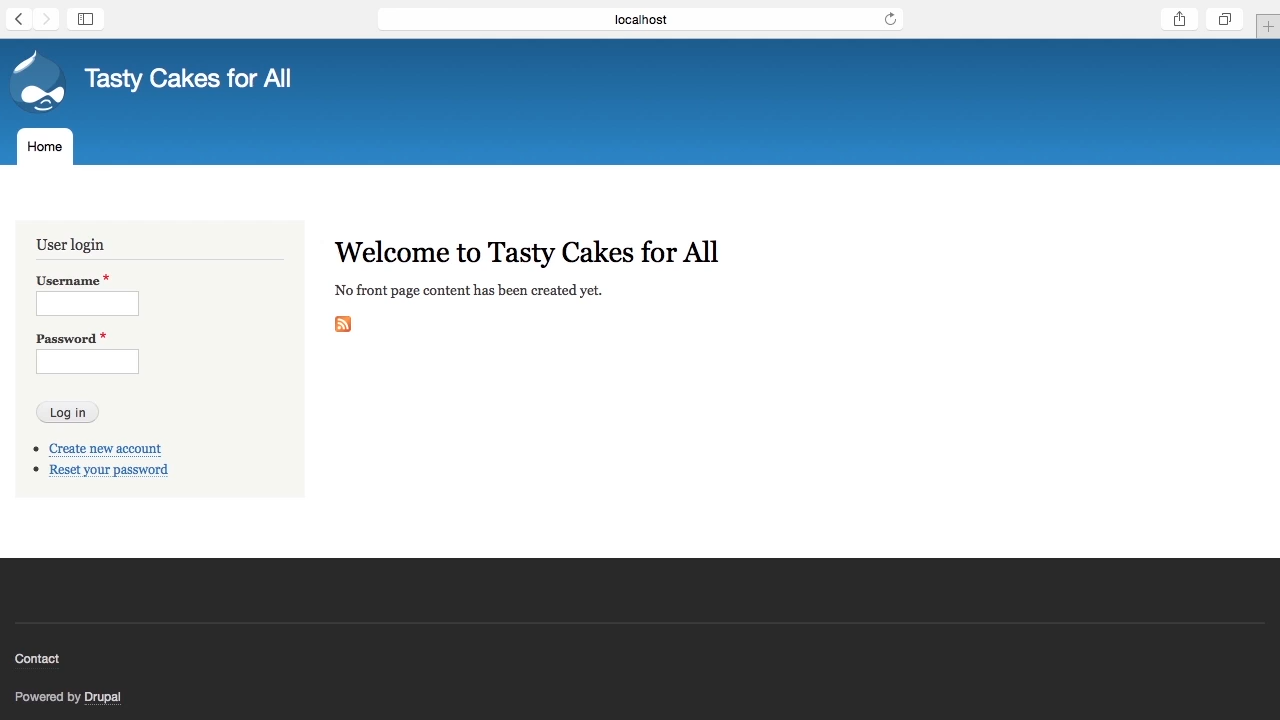 localhost
Tasty Cakes for All
Home
User login
Username *
Password *
Log in
Create new account
Reset your password
Welcome to Tasty Cakes for All
No front page content has been created yet.
Contact
Powered by Drupal